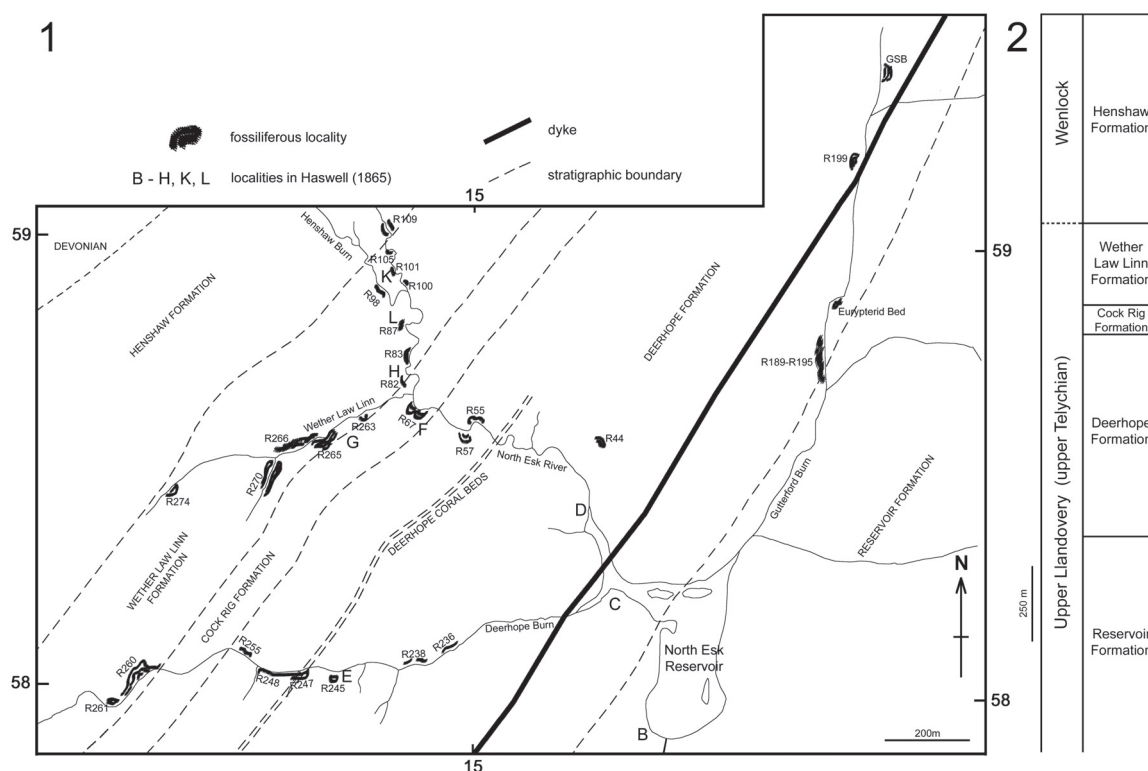 1
2
fossiliferous locality
dyke
B - H, K, L
localities in Haswell (1865)
stratigraphic boundary
15
59
DEVONIAN
HENSHAW FORMATION
Henshaw Burn
R109
R105
R101
K
R100
R98
L
R87
R83
H
R82
Wether Law Linn
R263
R67
F
R55
R57
North Esk River
R44
R266
G
R265
R270
R274
DEERHOPE FORMATION
DEERHOPE CORAL BEDS
D
WETHER LAW LINN
FORMATION
COCK RIG FORMATION
R255
R260
R261
R248
R247
R245
E
R238
R236
Deerhope Burn
C
North Esk
Reservoir
B
58
15
GSB
R199
59
Eurypterid Bed
R189-R195
Gutterford Burn
RESERVOIR FORMATION
N
250 m
58
200m
Wenlock
Henshaw
Formation
Upper Llandovery (upper Telychian)
Wether
Law Linn
Formation
Cock Rig
Formation
Deerhope
Formation
Reservoir
Formation